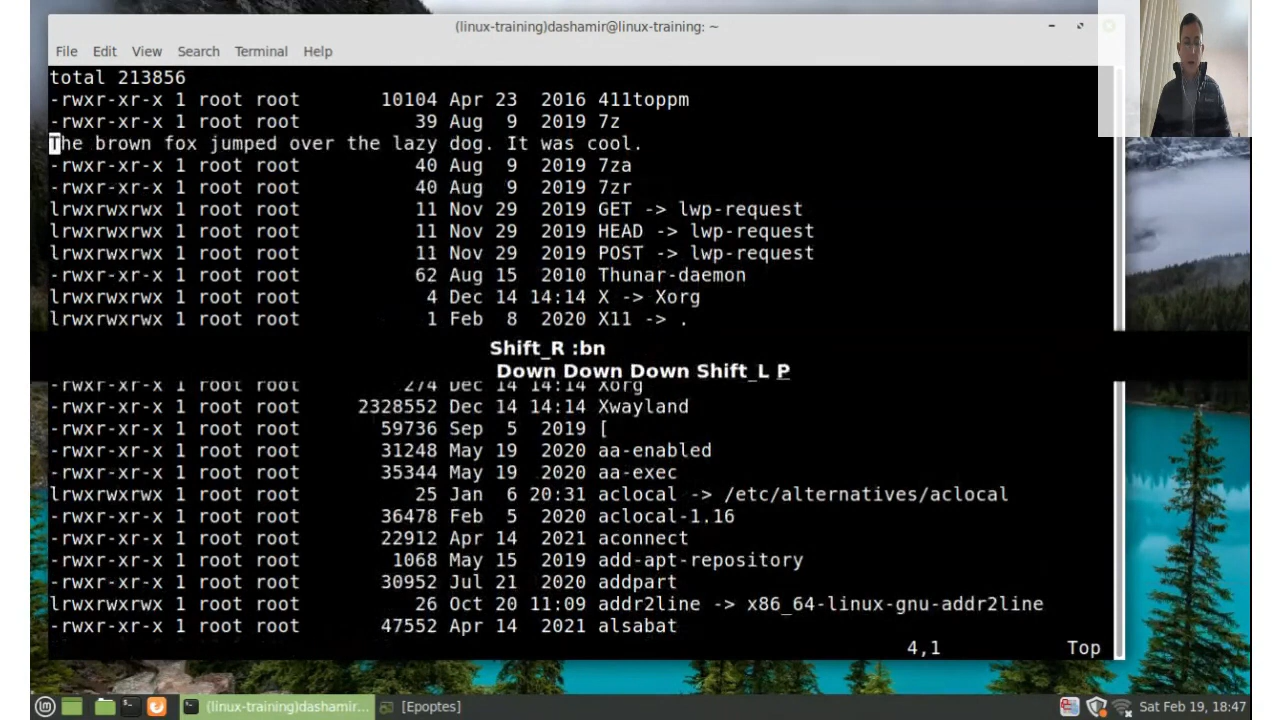 (linux-training)dashamir@linux-training: ~
File Edit View Search Terminal Help
total 213856
-rwxr-xr-x 1 root root 10104 Apr 23 2016 411toppm
-rwxr-xr-x 1 root root 39 Aug 9 2019 7z
The brown fox jumped over the lazy dog. It was cool.
-rwxr-xr-x 1 root root 40 Aug 9 2019 7za
-rwxr-xr-x 1 root root 40 Aug 9 2019 7zr
lrwxrwxrwx 1 root root 11 Nov 29 2019 GET -> lwp-request
lrwxrwxrwx 1 root root 11 Nov 29 2019 HEAD -> lwp-request
lrwxrwxrwx 1 root root 11 Nov 29 2019 POST -> lwp-request
-rwxr-xr-x 1 root root 62 Aug 15 2010 Thunar-daemon
lrwxrwxrwx 1 root root 4 Dec 14 14:14 X -> Xorg
lrwxrwxrwx 1 root root 1 Feb 8 2020 X11 -> .
Shift_R :bn
Down Down Down Shift_L P
-rwxr-xr-x 1 root root 274 Dec 14 14:14 Xorg
-rwxr-xr-x 1 root root 2328552 Dec 14 14:14 Xwayland
-rwxr-xr-x 1 root root 59736 Sep 5 2019 [
-rwxr-xr-x 1 root root 31248 May 19 2020 aa-enabled
-rwxr-xr-x 1 root root 35344 May 19 2020 aa-exec
lrwxrwxrwx 1 root root 25 Jan 6 20:31 aclocal -> /etc/alternatives/aclocal
-rwxr-xr-x 1 root root 36478 Feb 5 2020 aclocal-1.16
-rwxr-xr-x 1 root root 22912 Apr 14 2021 aconnect
-rwxr-xr-x 1 root root 1068 May 15 2019 add-apt-repository
-rwxr-xr-x 1 root root 30952 Jul 21 2020 addpart
lrwxrwxrwx 1 root root 26 Oct 20 11:09 addr2line -> x86_64-linux-gnu-addr2line
-rwxr-xr-x 1 root root 47552 Apr 14 2021 alsabat
4,1 Top
(linux-training)dashamir... [Epoptes] Sat Feb 19, 18:47